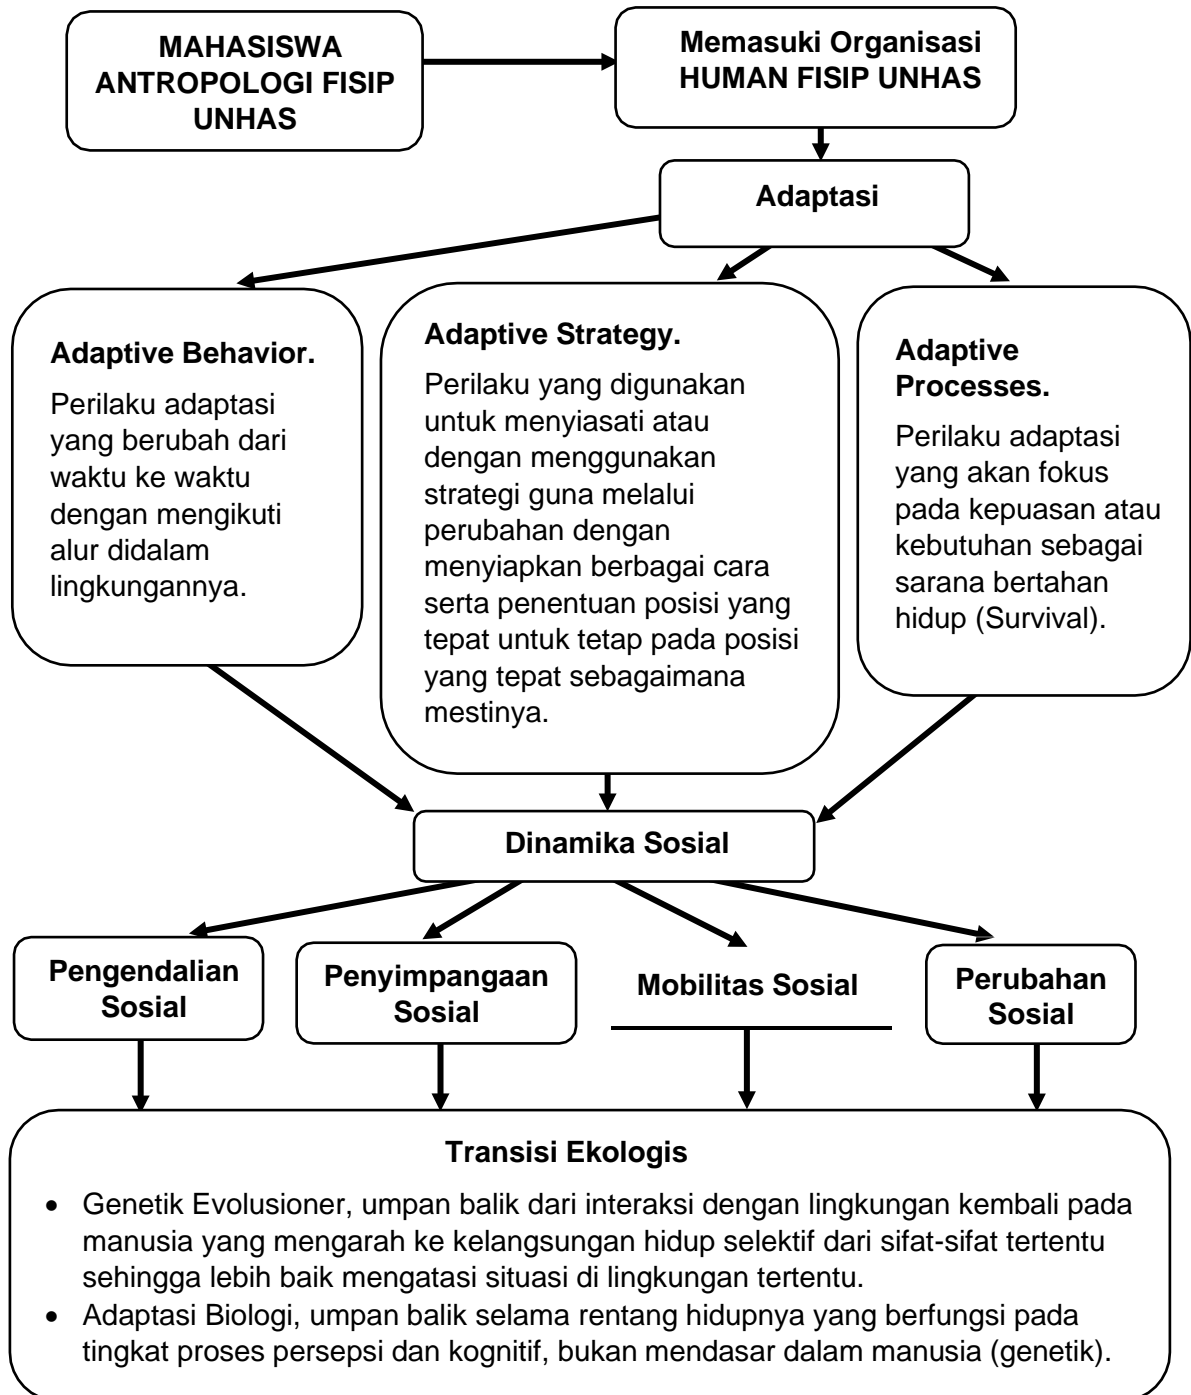 MAHASISWA
ANTROPOLOGI FISIP
UNHAS
Memasuki Organisasi
HUMAN FISIP UNHAS
Adaptasi
Adaptive Behavior.
Perilaku adaptasi
yang berubah dari
waktu ke waktu
dengan mengikuti
alur didalam
lingkungannya.
Adaptive Strategy.
Perilaku yang digunakan
untuk menyiasati atau
dengan menggunakan
strategi guna melalui
perubahan dengan
menyiapkan berbagai cara
serta penentuan posisi yang
tepat untuk tetap pada posisi
yang tepat sebagaimana
mestinya.
Adaptive
Processes.
Perilaku adaptasi
yang akan fokus
pada kepuasan atau
kebutuhan sebagai
sarana bertahan
hidup (Survival).
Dinamika Sosial
Pengendalian
Sosial
Penyimpangaan
Sosial
Mobilitas Sosial
Perubahan
Sosial
Transisi Ekologis
• Genetik Evolusioner, umpan balik dari interaksi dengan lingkungan kembali pada
manusia yang mengarah ke kelangsungan hidup selektif dari sifat-sifat tertentu
sehingga lebih baik mengatasi situasi di lingkungan tertentu.
• Adaptasi Biologi, umpan balik selama rentang hidupnya yang berfungsi pada
tingkat proses persepsi dan kognitif, bukan mendasar dalam manusia (genetik).